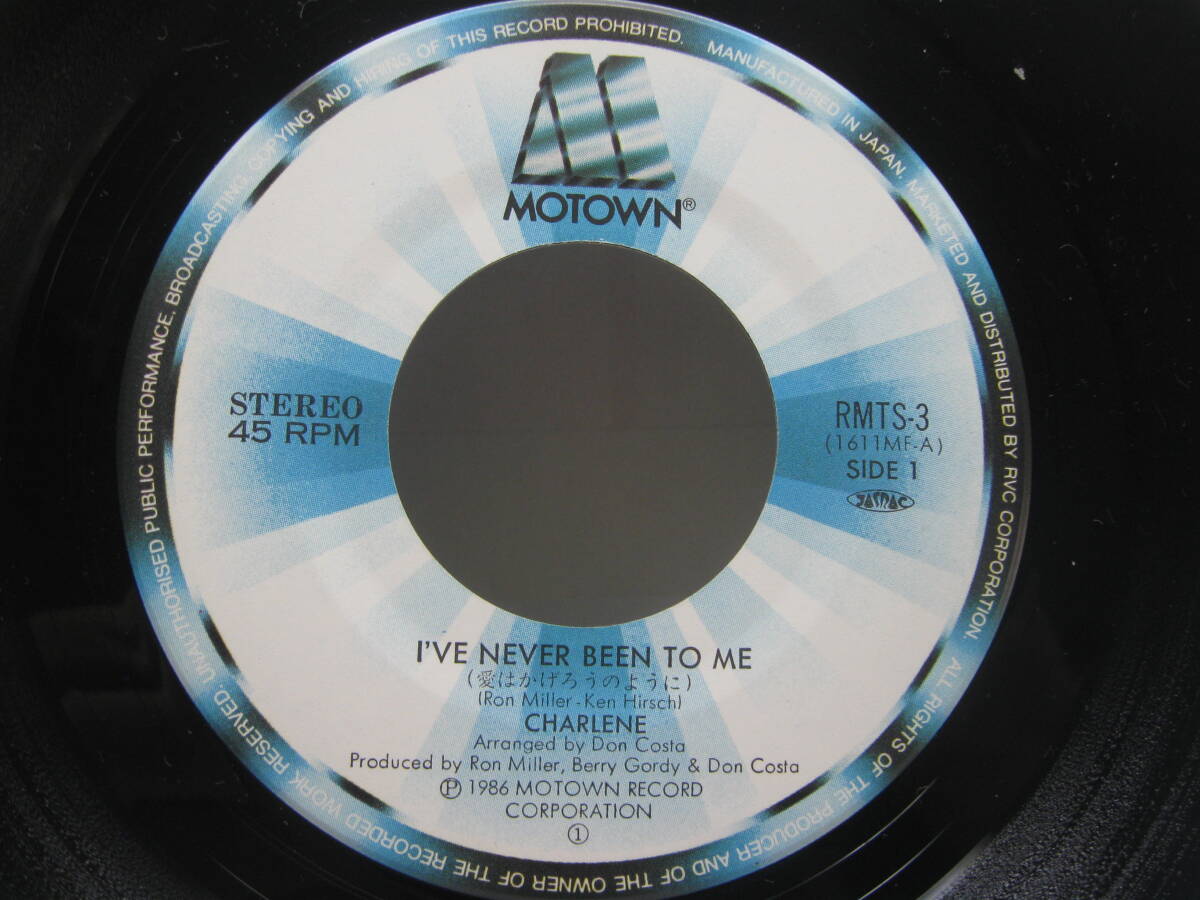 MOTOWN®
STEREO
45 RPM
RMTS-3
(1611MF-A)
SIDE 1
JASRAC
I'VE NEVER BEEN TO ME
(愛はかげろうのように)
(Ron Miller-Ken Hirsch)
CHARLENE
Arranged by Don Costa
Produced by Ron Miller, Berry Gordy & Don Costa
Ⓟ 1986 MOTOWN RECORD
CORPORATION
①
MANUFACTURED IN JAPAN. MARKETED AND DISTRIBUTED BY RVC CORPORATION. ALL RIGHTS OF THE PRODUCER AND OF THE OWNER OF THE RECORDED WORK RESERVED. UNAUTHORISED PUBLIC PERFORMANCE, BROADCASTING, COPYING AND HIRING OF THIS RECORD PROHIBITED.